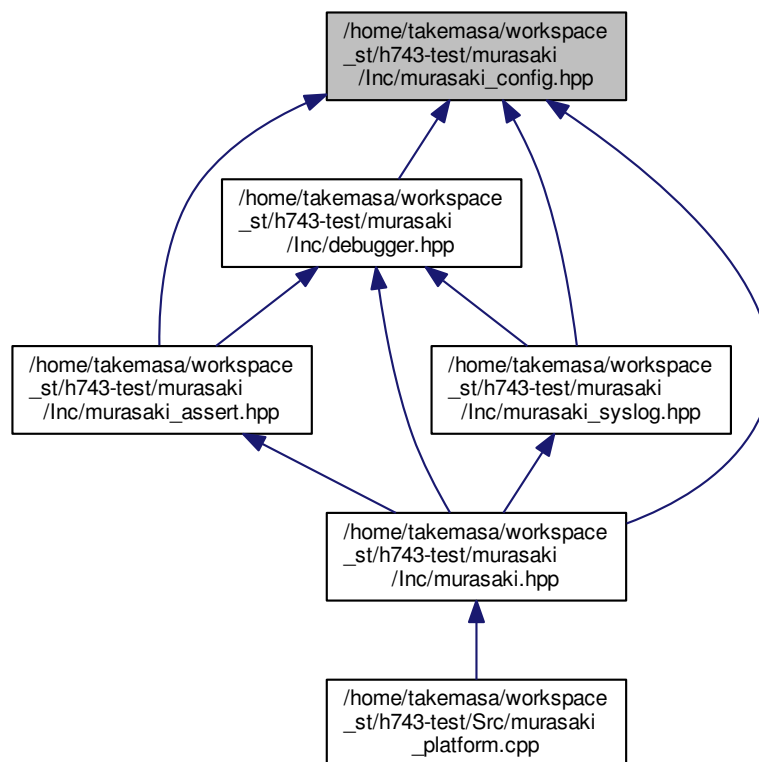 /home/takemasa/workspace
_st/h743-test/murasaki
/Inc/murasaki_config.hpp
/home/takemasa/workspace
_st/h743-test/murasaki
/Inc/debugger.hpp
/home/takemasa/workspace
_st/h743-test/murasaki
/Inc/murasaki_assert.hpp
/home/takemasa/workspace
_st/h743-test/murasaki
/Inc/murasaki_syslog.hpp
/home/takemasa/workspace
_st/h743-test/murasaki
/Inc/murasaki.hpp
/home/takemasa/workspace
_st/h743-test/Src/murasaki
_platform.cpp